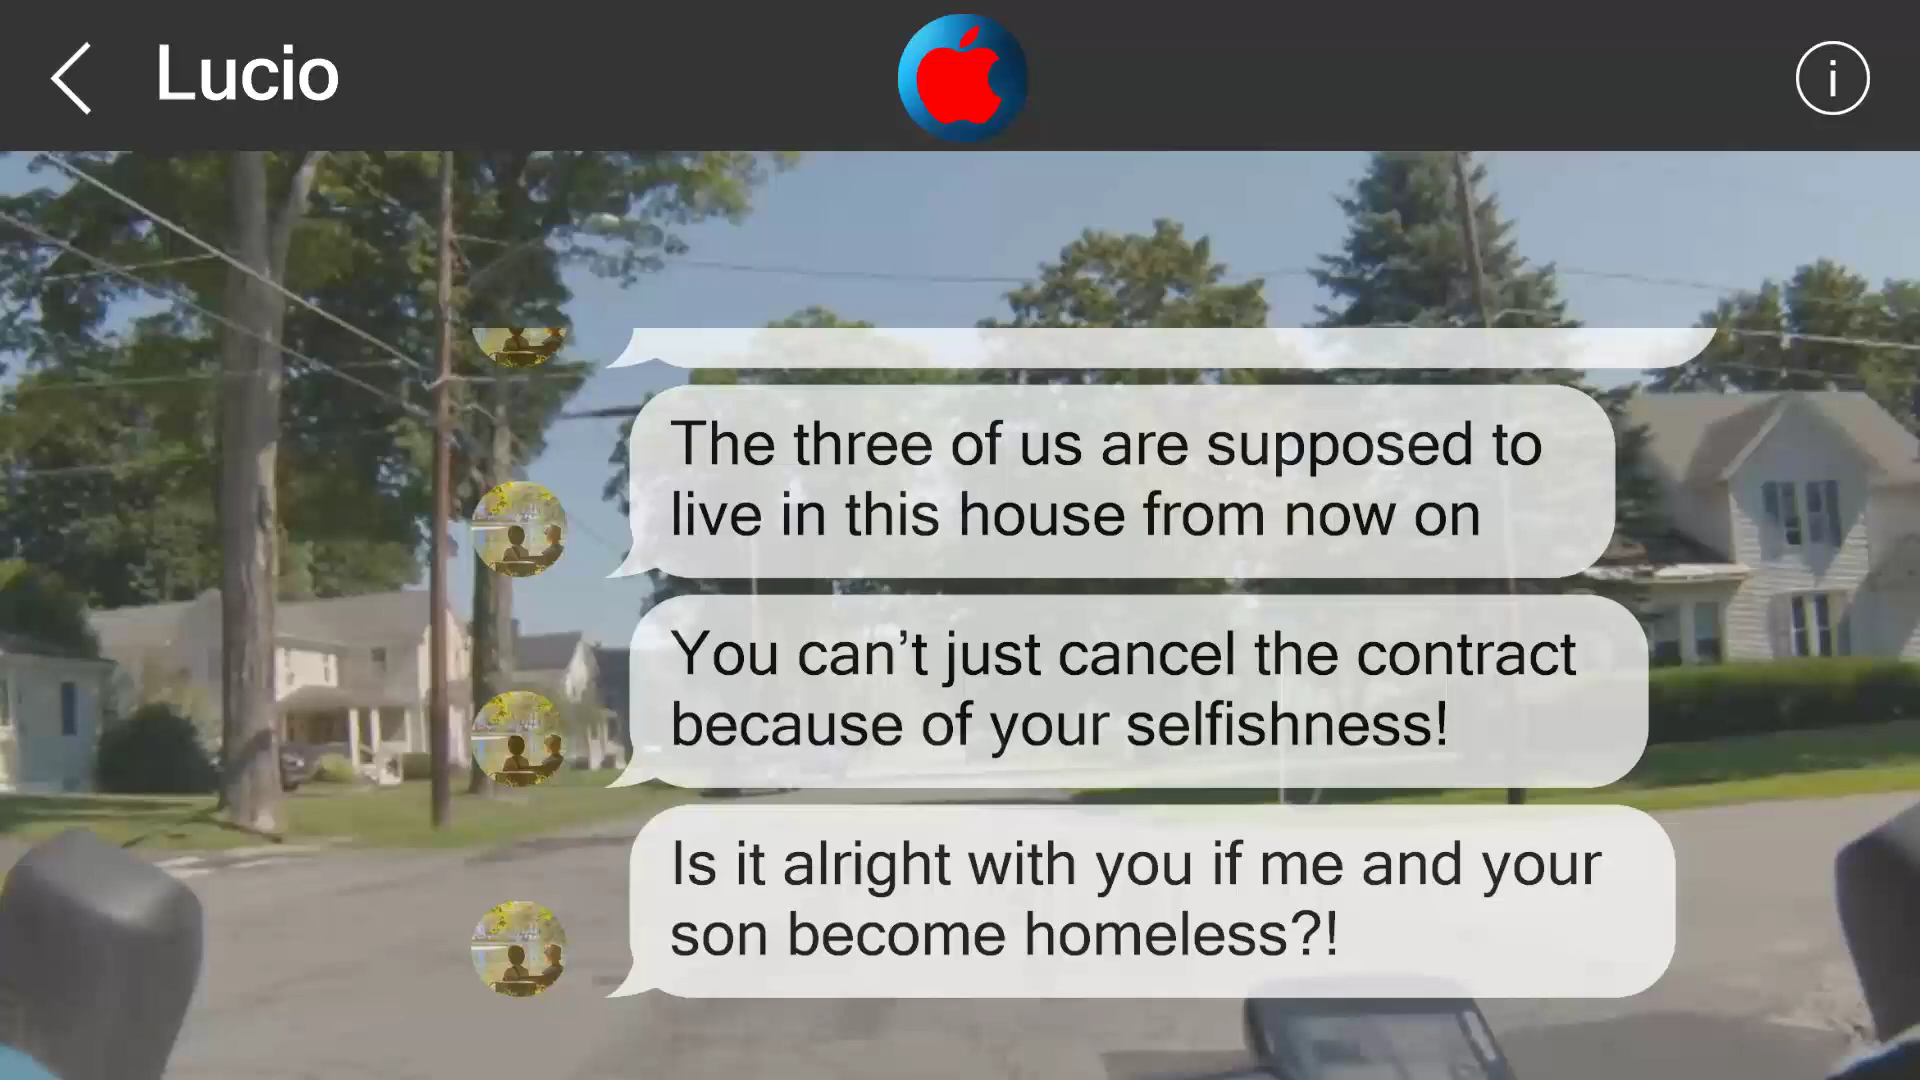 Lucio
i
The three of us are supposed to
live in this house from now on
You can’t just cancel the contract
because of your selfishness!
Is it alright with you if me and your
son become homeless?!